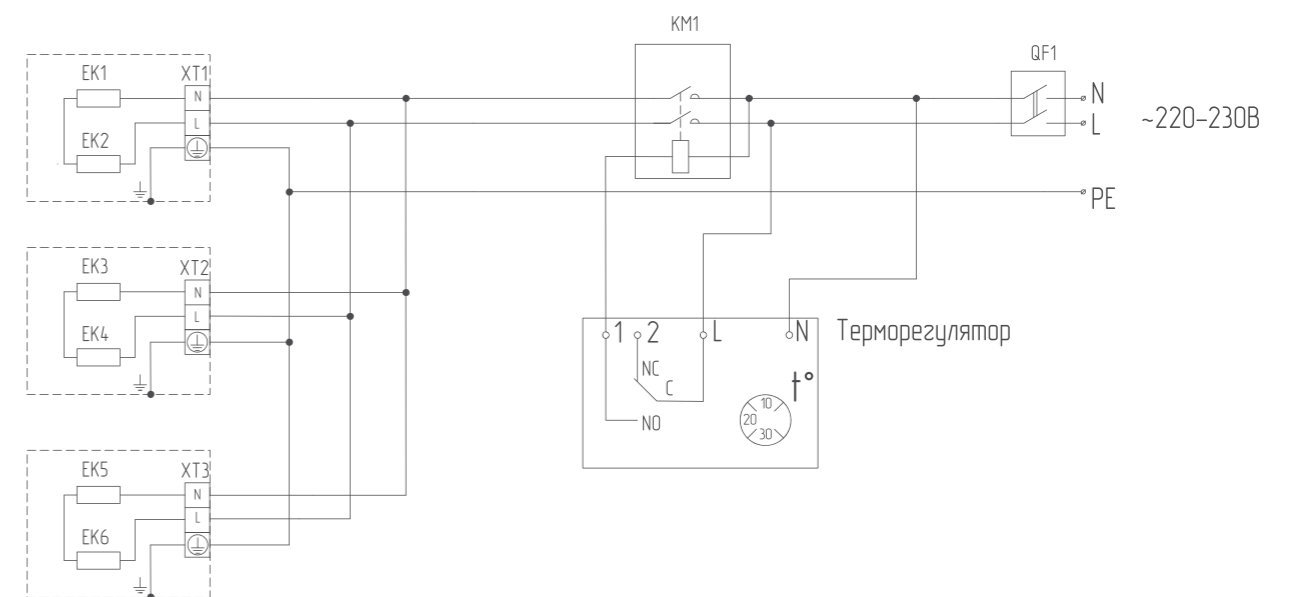 KM1
QF1
EK1
XT1
N
L
EK2
N
L
~220-230В
PE
EK3
XT2
N
L
EK4
1
2
L
N
Терморегулятор
NC
C
t°
NO
10
20
30
EK5
XT3
N
L
EK6